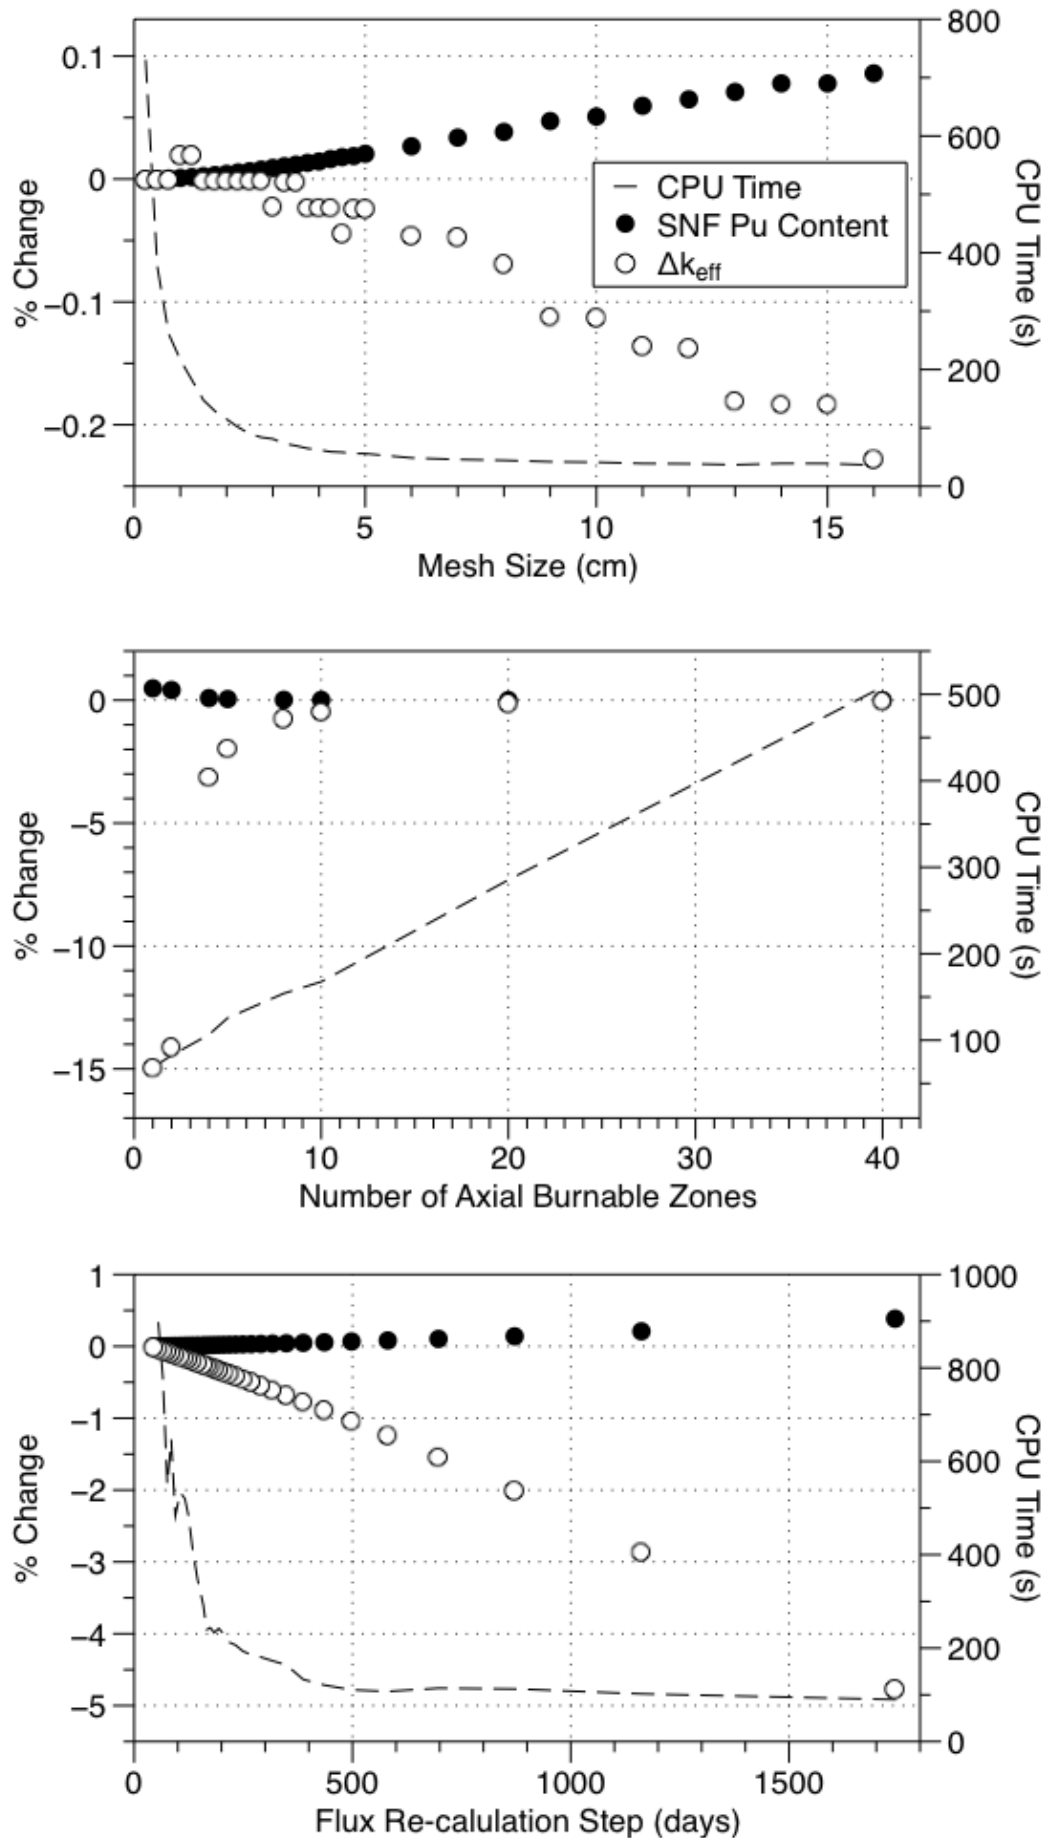 0.1
0
−0.1
−0.2
% Change
800
600
400
200
0
CPU Time (s)
CPU Time
SNF Pu Content
Δkeff
0 5 10 15
Mesh Size (cm)
0
−5
−10
−15
% Change
500
400
300
200
100
CPU Time (s)
0 10 20 30 40
Number of Axial Burnable Zones
1
0
−1
−2
−3
−4
−5
% Change
1000
800
600
400
200
0
CPU Time (s)
0 500 1000 1500
Flux Re-calulation Step (days)